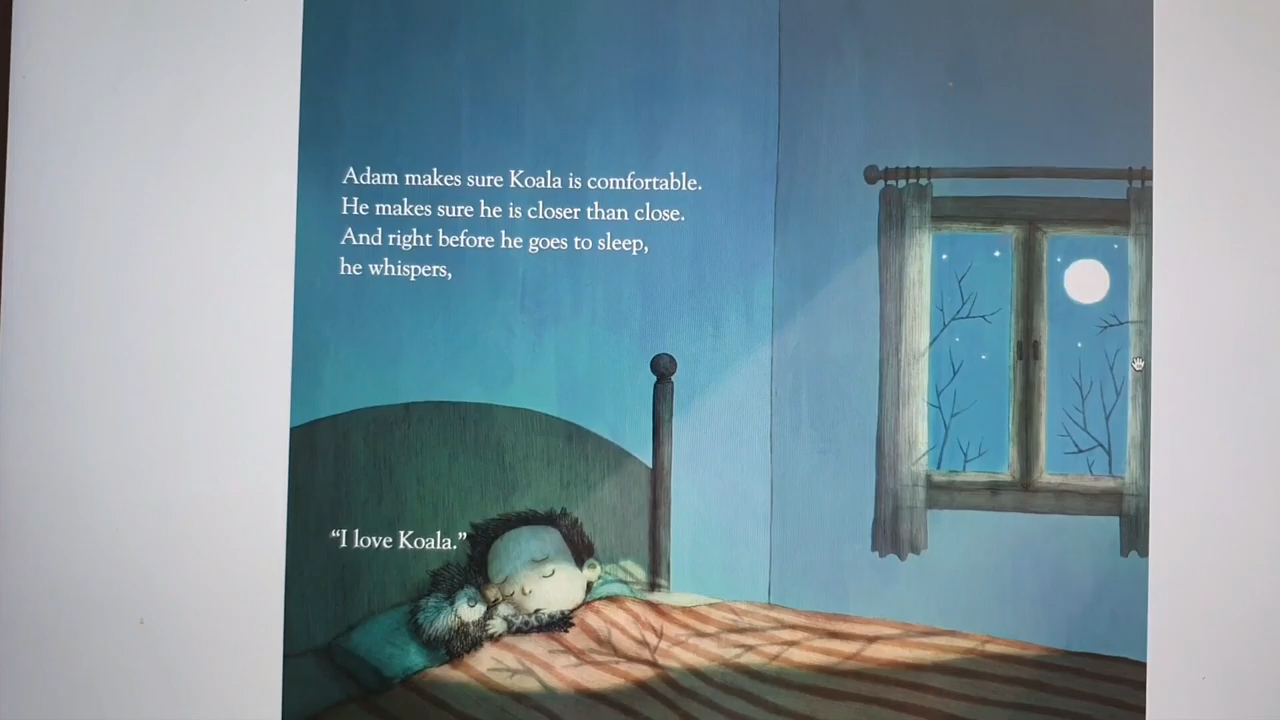 Adam makes sure Koala is comfortable.
He makes sure he is closer than close.
And right before he goes to sleep,
he whispers,
“I love Koala.”